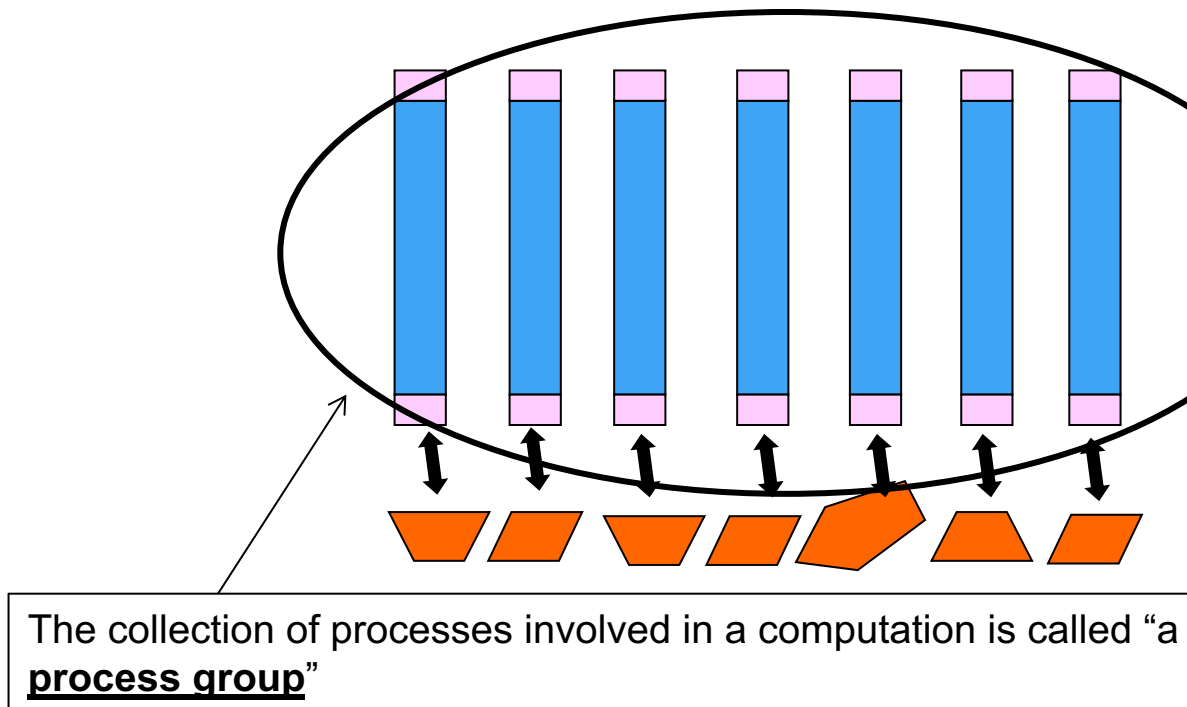 The collection of processes involved in a computation is called “a
process group”